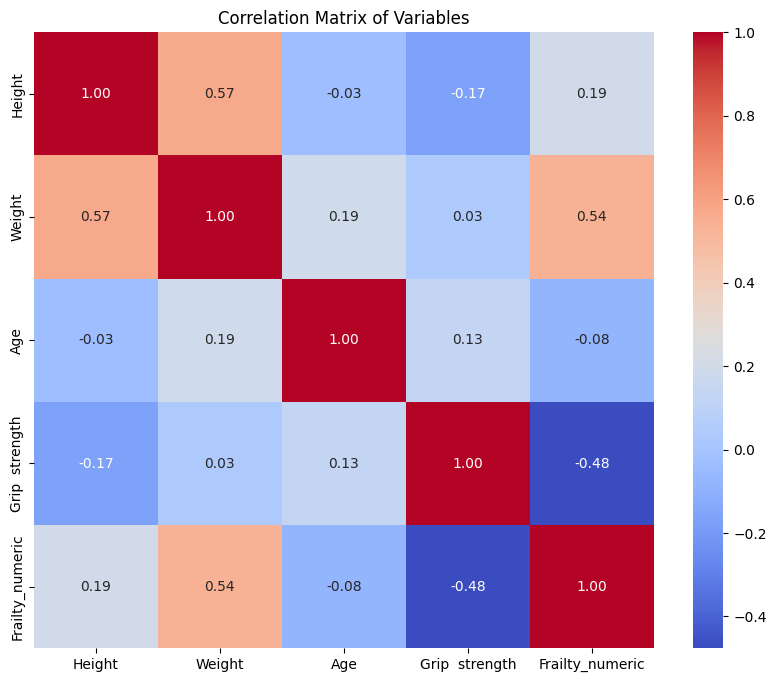 Correlation Matrix of Variables
Height
1.00 0.57 -0.03 -0.17 0.19
Weight
0.57 1.00 0.19 0.03 0.54
Age
-0.03 0.19 1.00 0.13 -0.08
Grip  strength
-0.17 0.03 0.13 1.00 -0.48
Frailty_numeric
0.19 0.54 -0.08 -0.48 1.00
Height Weight Age Grip  strength Frailty_numeric
1.0
0.8
0.6
0.4
0.2
0.0
−0.2
−0.4